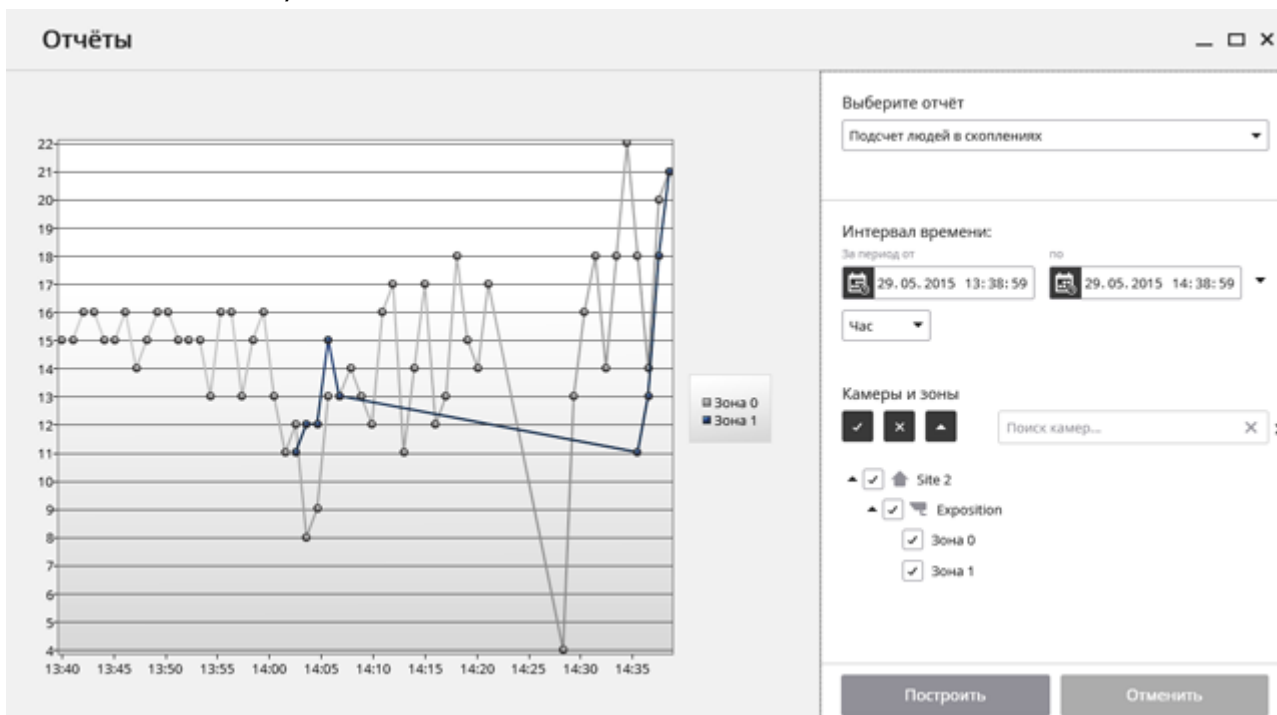 Отчёты
22
21
20
19
18
17
16
15
14
13
12
11
10
9
8
7
6
5
4
13:40 13:45 13:50 13:55 14:00 14:05 14:10 14:15 14:20 14:25 14:30 14:35
Зона 0
Зона 1
Выберите отчёт
Подсчет людей в скоплениях
Интервал времени:
За период от по
29.05.2015 13:38:59 29.05.2015 14:38:59
Час
Камеры и зоны
Поиск камер...
Site 2
Exposition
Зона 0
Зона 1
Построить Отменить